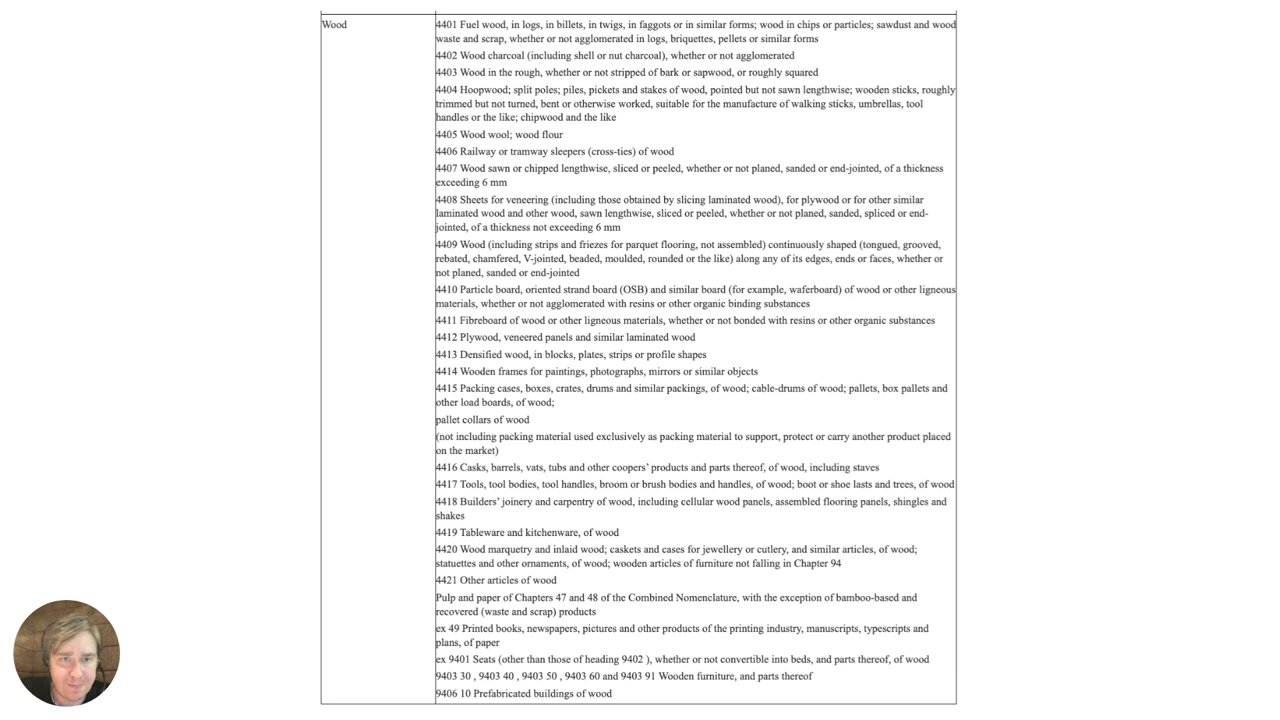 Wood
4401 Fuel wood, in logs, in billets, in twigs, in faggots or in similar forms; wood in chips or particles; sawdust and wood
waste and scrap, whether or not agglomerated in logs, briquettes, pellets or similar forms
4402 Wood charcoal (including shell or nut charcoal), whether or not agglomerated
4403 Wood in the rough, whether or not stripped of bark or sapwood, or roughly squared
4404 Hoopwood; split poles; piles, pickets and stakes of wood, pointed but not sawn lengthwise; wooden sticks, roughly
trimmed but not turned, bent or otherwise worked, suitable for the manufacture of walking sticks, umbrellas, tool
handles or the like; chipwood and the like
4405 Wood wool; wood flour
4406 Railway or tramway sleepers (cross-ties) of wood
4407 Wood sawn or chipped lengthwise, sliced or peeled, whether or not planed, sanded or end-jointed, of a thickness
exceeding 6 mm
4408 Sheets for veneering (including those obtained by slicing laminated wood), for plywood or for other similar
laminated wood and other wood, sawn lengthwise, sliced or peeled, whether or not planed, sanded, spliced or end-
jointed, of a thickness not exceeding 6 mm
4409 Wood (including strips and friezes for parquet flooring, not assembled) continuously shaped (tongued, grooved,
rebated, chamfered, V-jointed, beaded, moulded, rounded or the like) along any of its edges, ends or faces, whether or
not planed, sanded or end-jointed
4410 Particle board, oriented strand board (OSB) and similar board (for example, waferboard) of wood or other ligneous
materials, whether or not agglomerated with resins or other organic binding substances
4411 Fibreboard of wood or other ligneous materials, whether or not bonded with resins or other organic substances
4412 Plywood, veneered panels and similar laminated wood
4413 Densified wood, in blocks, plates, strips or profile shapes
4414 Wooden frames for paintings, photographs, mirrors or similar objects
4415 Packing cases, boxes, crates, drums and similar packings, of wood; cable-drums of wood; pallets, box pallets and
other load boards, of wood;
pallet collars of wood
(not including packing material used exclusively as packing material to support, protect or carry another product placed
on the market)
4416 Casks, barrels, vats, tubs and other coopers’ products and parts thereof, of wood, including staves
4417 Tools, tool bodies, tool handles, broom or brush bodies and handles, of wood; boot or shoe lasts and trees, of wood
4418 Builders’ joinery and carpentry of wood, including cellular wood panels, assembled flooring panels, shingles and
shakes
4419 Tableware and kitchenware, of wood
4420 Wood marquetry and inlaid wood; caskets and cases for jewellery or cutlery, and similar articles, of wood;
statuettes and other ornaments, of wood; wooden articles of furniture not falling in Chapter 94
4421 Other articles of wood
Pulp and paper of Chapters 47 and 48 of the Combined Nomenclature, with the exception of bamboo-based and
recovered (waste and scrap) products
ex 49 Printed books, newspapers, pictures and other products of the printing industry, manuscripts, typescripts and
plans, of paper
ex 9401 Seats (other than those of heading 9402 ), whether or not convertible into beds, and parts thereof, of wood
9403 30 , 9403 40 , 9403 50 , 9403 60 and 9403 91 Wooden furniture, and parts thereof
9406 10 Prefabricated buildings of wood